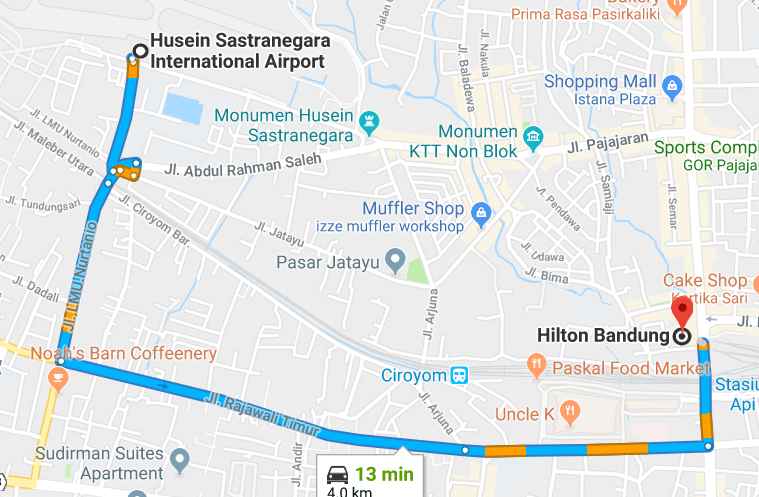 Bakery
Prima Rasa Pasirkaliki
Husein Sastranegara
International Airport
Jl. Nakula
Jl. Baladewa
Shopping Mall
Istana Plaza
Monumen Husein
Sastranegara
Monumen
KTT Non Blok
Jl. Pajajaran
Sports Compl
GOR Pajaja
Jl. LMU Nurtanio
Jl. Maleber Utara
Jl. Abdul Rahman Saleh
Jl. Samiaji
Jl. Semar
Jl. Tundungsari
Jl. Ciroyom Bar.
Jl. Jatayu
Muffler Shop
izze muffler workshop
Jl. Pendawa
Jl. Udawa
Jl. Bima
Pasar Jatayu
Jl. LMU Nurtanio
Jl. Dadali
Jl. Arjuna
Cake Shop
Kartika Sari
Hilton Bandung
Noah's Barn Coffeenery
Ciroyom
Paskal Food Market
Stasiu
Api
Jl. Rajawali Timur
Jl. Arjuna
Uncle K
Sudirman Suites
Apartment
Jl. Andir
13 min
4.0 km